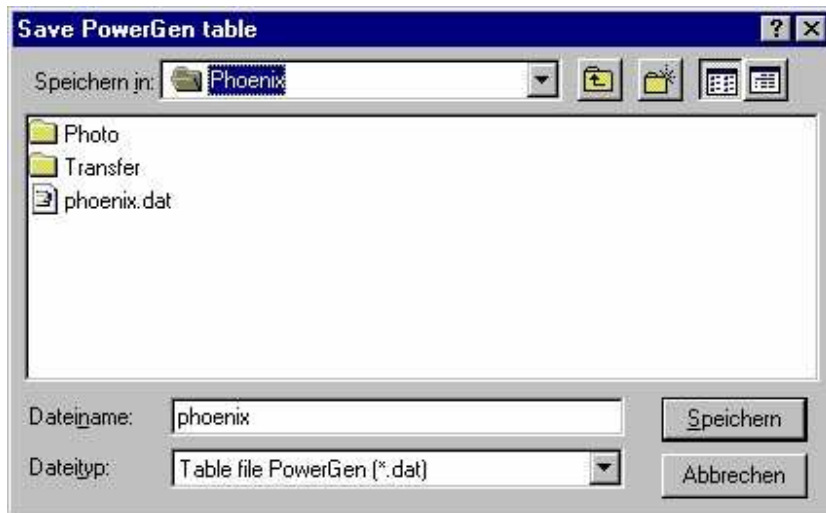 Save PowerGen table
Speichern in: Phoenix
Photo
Transfer
phoenix.dat
Dateiname: phoenix Speichern
Dateityp: Table file PowerGen (*.dat) Abbrechen